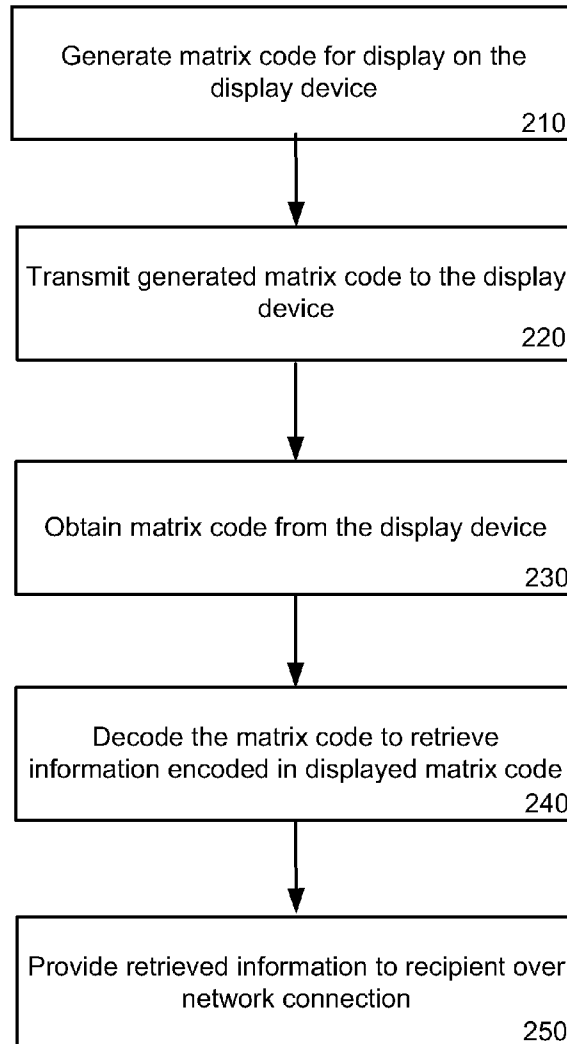 Generate matrix code for display on the
display device
210
Transmit generated matrix code to the display
device
220
Obtain matrix code from the display device
230
Decode the matrix code to retrieve
information encoded in displayed matrix code
240
Provide retrieved information to recipient over
network connection
250